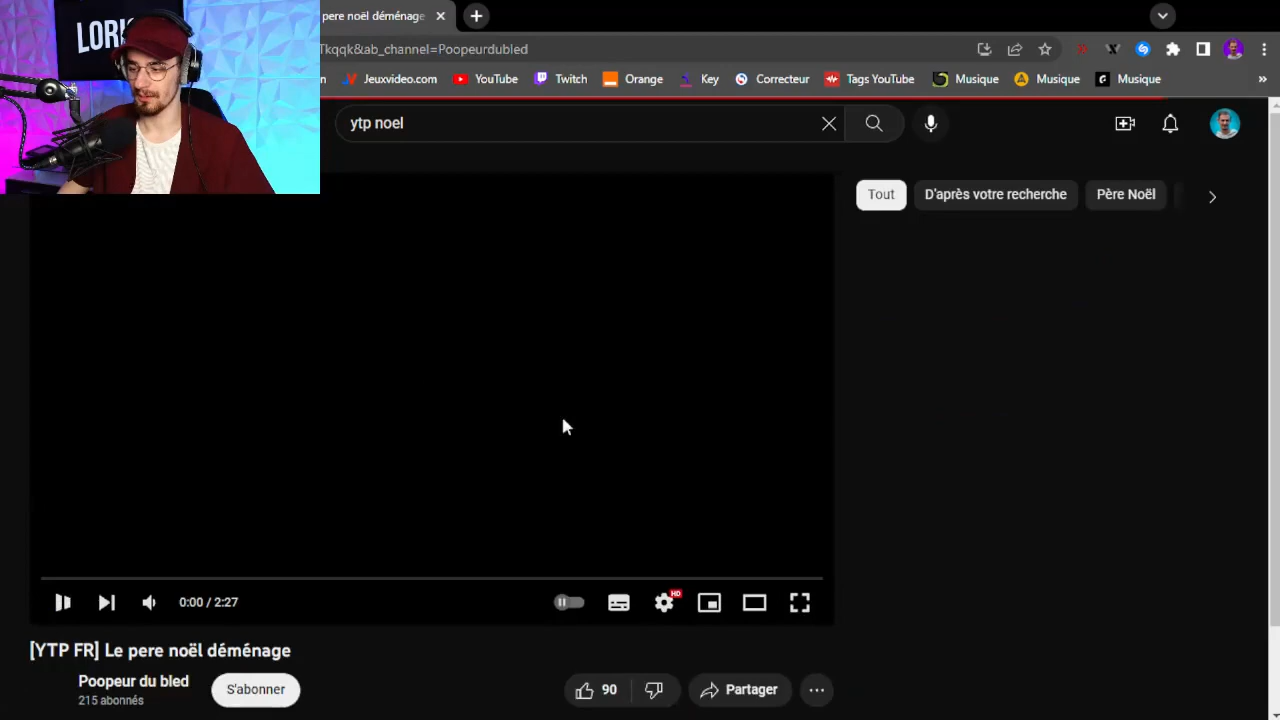 LORI
pere noël déménage
Tkqqk&ab_channel=Poopeurdubled
n
Jeuxvideo.com
YouTube
Twitch
Orange
Key
Correcteur
Tags YouTube
Musique
Musique
Musique
ytp noel
Tout
D'après votre recherche
Père Noël
0:00 / 2:27
HD
[YTP FR] Le pere noël déménage
Poopeur du bled
215 abonnés
S'abonner
90
Partager